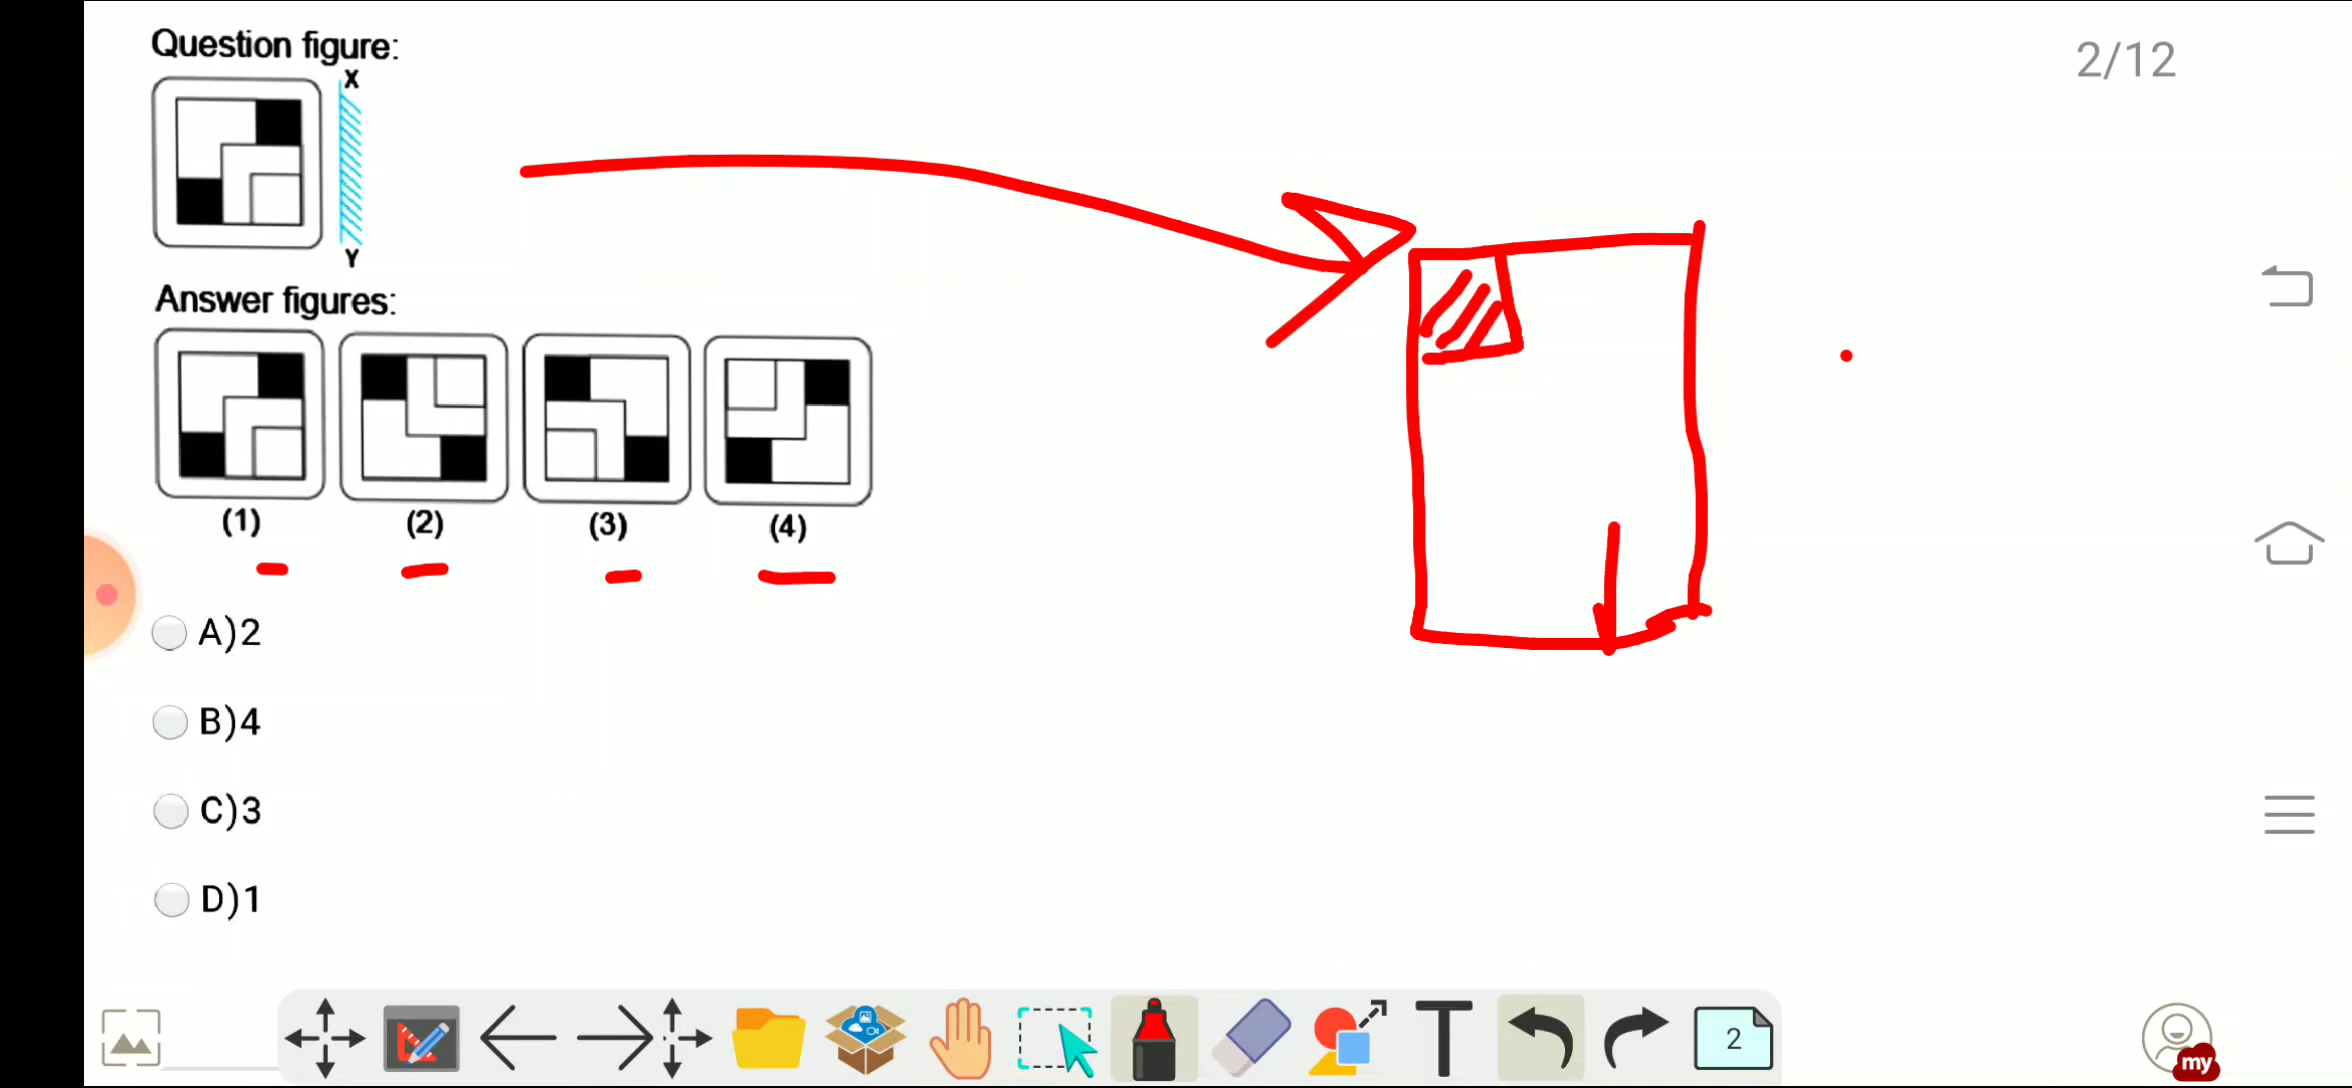 Question figure:
X
Y
2/12
Answer figures:
(1) (2) (3) (4)
A)2
B)4
C)3
D)1
T
2
my